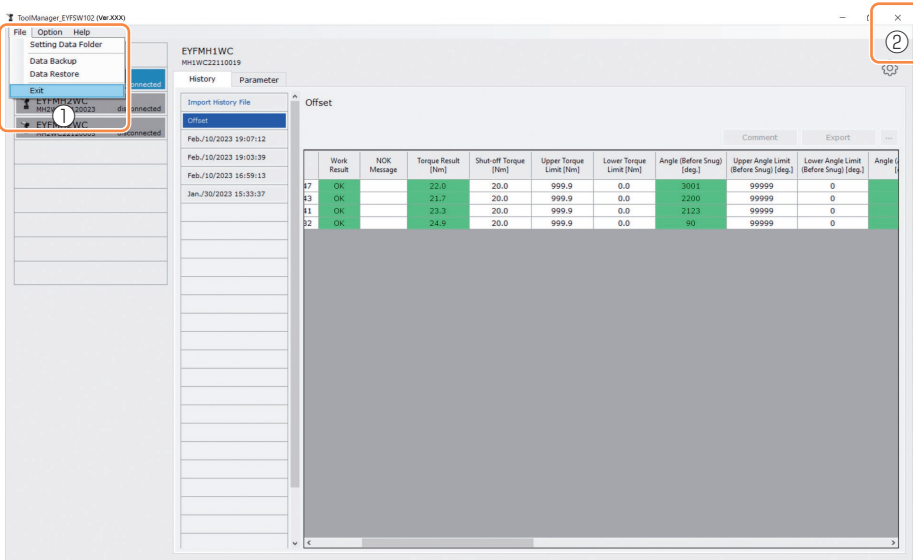 ToolManager_EYFSW102 (Ver.XXX)
File Option Help
Setting Data Folder
Data Backup
Data Restore
Exit
①
②
connected
EYFMH2WC
disconnected
disconnected
EYFMH1WC
MH1WC22110019
History Parameter
Import History File
Offset
Feb./10/2023 19:07:12
Feb./10/2023 19:03:39
Feb./10/2023 16:59:13
Jan./30/2023 15:33:37
Offset
Comment Export ...
Work Result NOK Message Torque Result [Nm] Shut-off Torque [Nm] Upper Torque Limit [Nm] Lower Torque Limit [Nm] Angle (Before Snug) [deg.] Upper Angle Limit (Before Snug) [deg.] Lower Angle Limit (Before Snug) [deg.] Angle
47 OK 22.0 20.0 999.9 0.0 3001 99999 0
43 OK 21.7 20.0 999.9 0.0 2200 99999 0
41 OK 23.3 20.0 999.9 0.0 2123 99999 0
32 OK 24.9 20.0 999.9 0.0 90 99999 0